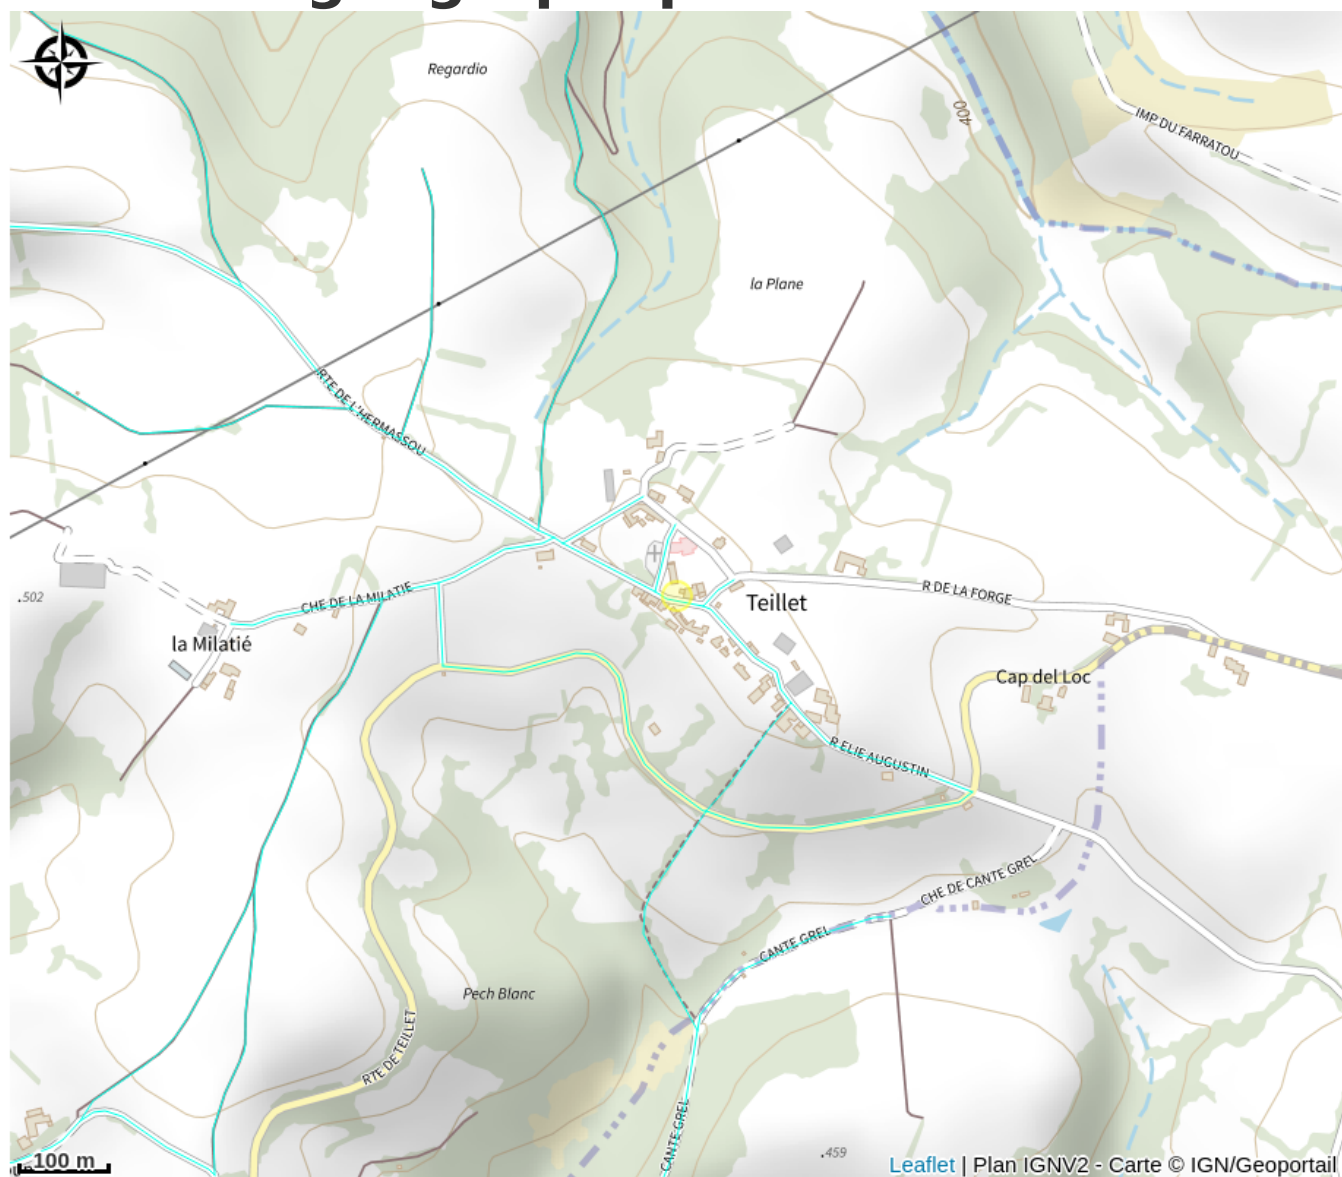 Regardio
400
IMP DU FARRATOU
la Plane
RTE DE L'HERMASSOU
.502
CHE DE LA MILATIE
R DE LA FORGE
Teillet
la Milatié
Cap del Loc
R ELIE AUGUSTIN
CHE DE CANTE GREL
CANTE GREL
Pech Blanc
RTE DE TEILLET
CANTE GREL
.459
100 m
Leaflet | Plan IGNV2 - Carte © IGN/Geoportail